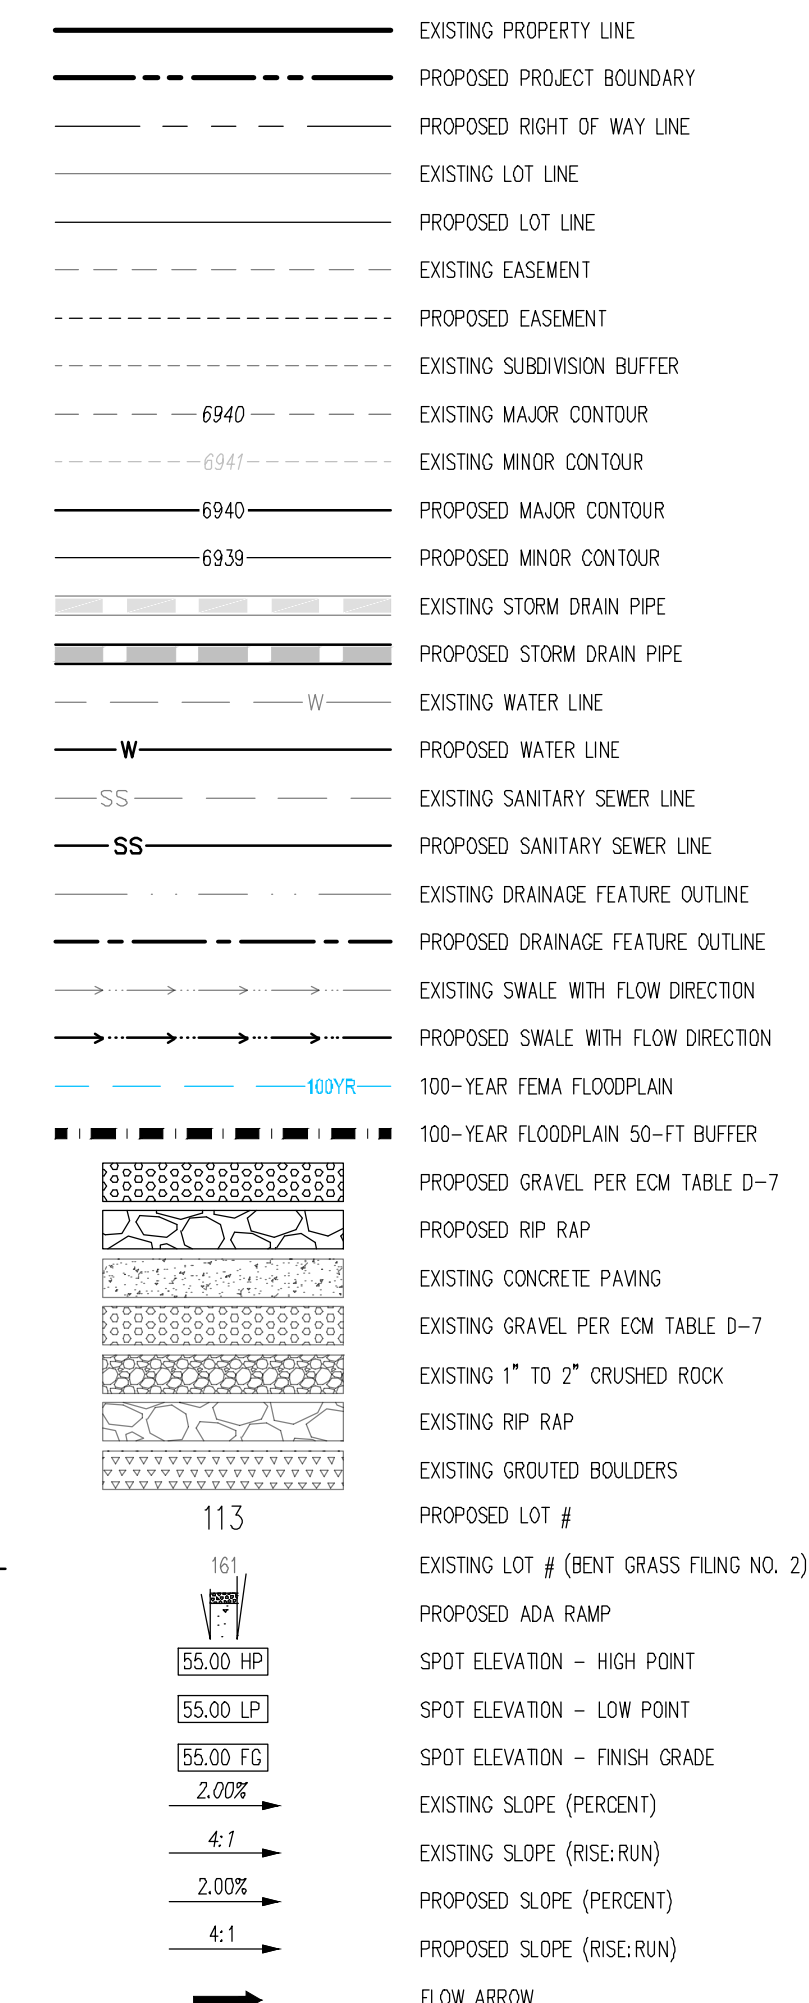 EXISTING PROPERTY LINE
PROPOSED PROJECT BOUNDARY
PROPOSED RIGHT OF WAY LINE
EXISTING LOT LINE
PROPOSED LOT LINE
EXISTING EASEMENT
PROPOSED EASEMENT
EXISTING SUBDIVISION BUFFER
6940 EXISTING MAJOR CONTOUR
6941 EXISTING MINOR CONTOUR
6940 PROPOSED MAJOR CONTOUR
6939 PROPOSED MINOR CONTOUR
EXISTING STORM DRAIN PIPE
PROPOSED STORM DRAIN PIPE
W EXISTING WATER LINE
W PROPOSED WATER LINE
SS EXISTING SANITARY SEWER LINE
SS PROPOSED SANITARY SEWER LINE
EXISTING DRAINAGE FEATURE OUTLINE
PROPOSED DRAINAGE FEATURE OUTLINE
EXISTING SWALE WITH FLOW DIRECTION
PROPOSED SWALE WITH FLOW DIRECTION
100YR 100-YEAR FEMA FLOODPLAIN
100-YEAR FLOODPLAIN 50-FT BUFFER
PROPOSED GRAVEL PER ECM TABLE D-7
PROPOSED RIP RAP
EXISTING CONCRETE PAVING
EXISTING GRAVEL PER ECM TABLE D-7
EXISTING 1" TO 2" CRUSHED ROCK
EXISTING RIP RAP
EXISTING GROUTED BOULDERS
113 PROPOSED LOT #
161 EXISTING LOT # (BENT GRASS FILING NO. 2)
PROPOSED ADA RAMP
55.00 HP SPOT ELEVATION - HIGH POINT
55.00 LP SPOT ELEVATION - LOW POINT
55.00 FG SPOT ELEVATION - FINISH GRADE
2.00% EXISTING SLOPE (PERCENT)
4:1 EXISTING SLOPE (RISE:RUN)
2.00% PROPOSED SLOPE (PERCENT)
4:1 PROPOSED SLOPE (RISE:RUN)
FLOW ARROW